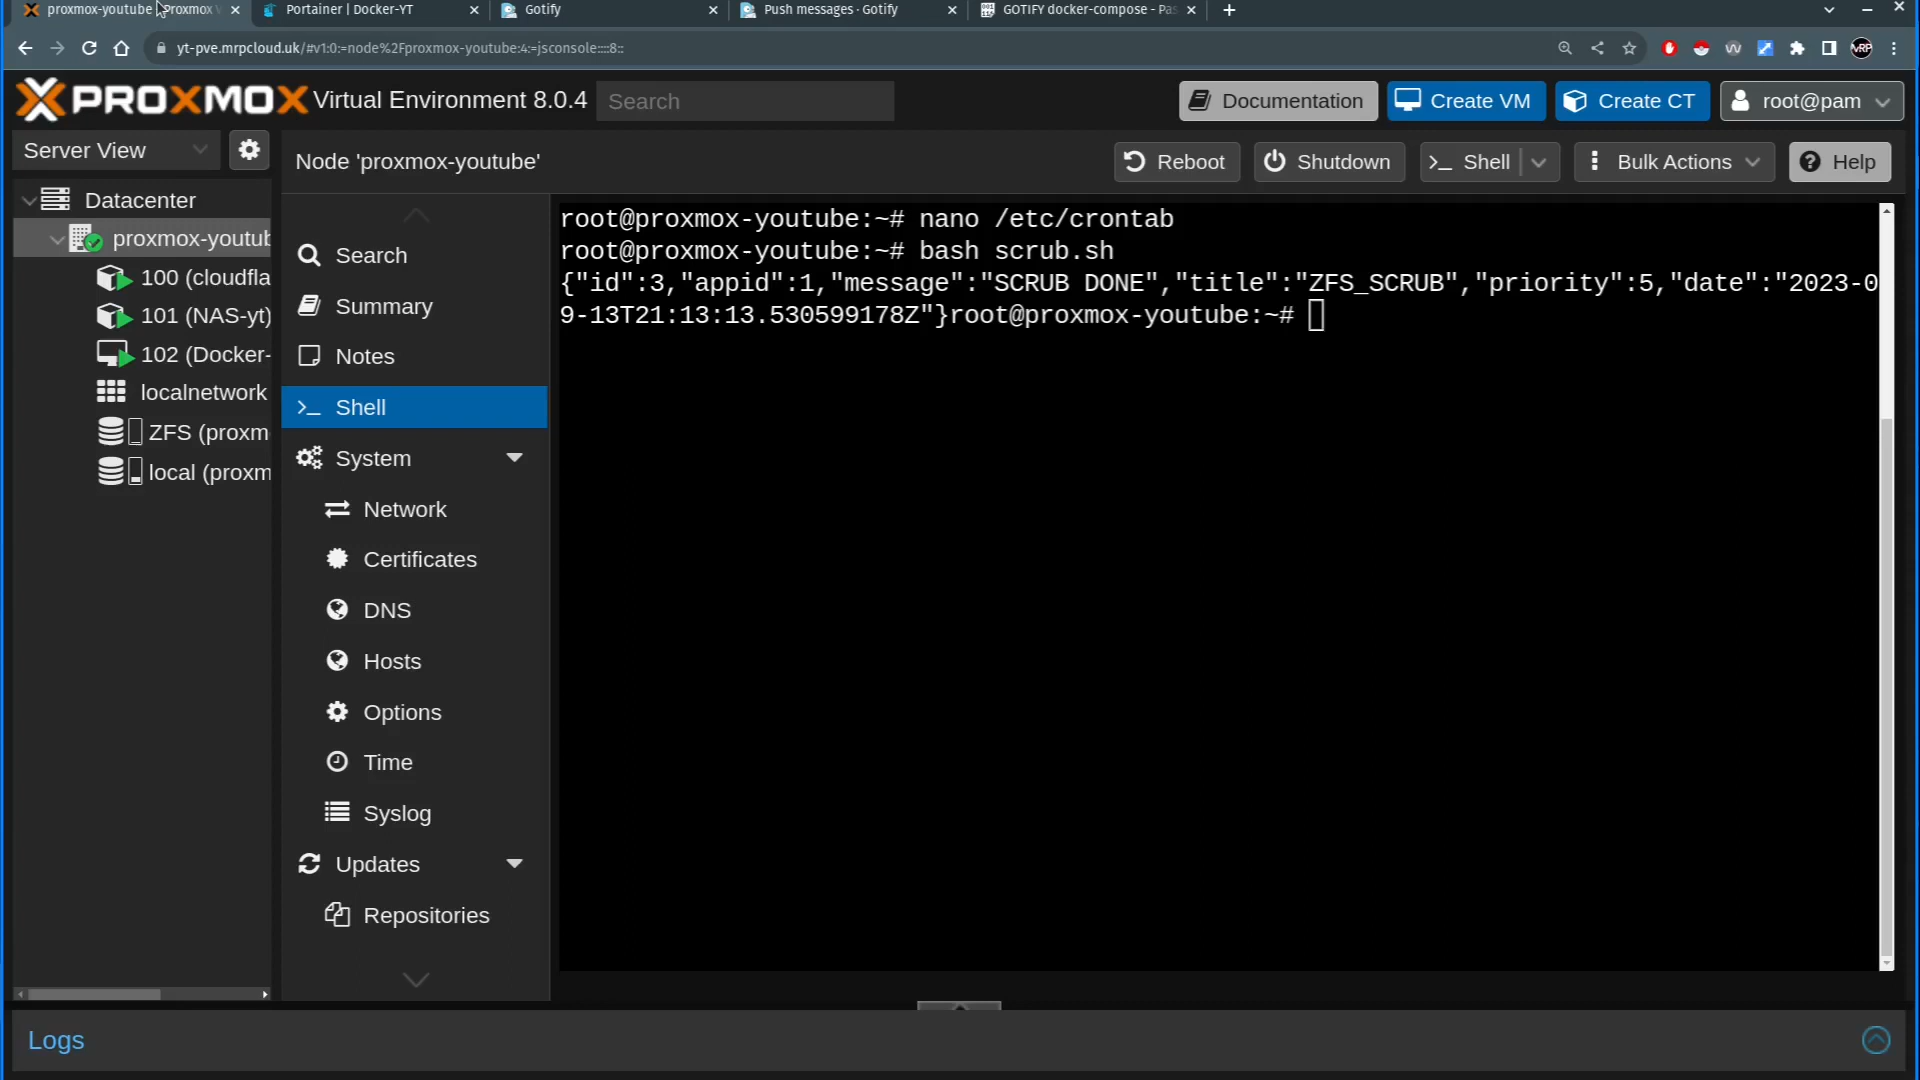 proxmox-youtube Proxmox V
Portainer | Docker-YT
Gotify
Push messages · Gotify
GOTIFY docker-compose - Pas
yt-pve.mrpcloud.uk/#v1:0:=node%2Fproxmox-youtube:4:=jsconsole::::8::
PROXMOX Virtual Environment 8.0.4
Search
Documentation
Create VM
Create CT
root@pam
Server View
Node 'proxmox-youtube'
Reboot
Shutdown
Shell
Bulk Actions
Help
Datacenter
proxmox-youtub
100 (cloudfla
101 (NAS-yt)
102 (Docker-
localnetwork
ZFS (proxm
local (proxm
Search
Summary
Notes
Shell
System
Network
Certificates
DNS
Hosts
Options
Time
Syslog
Updates
Repositories
root@proxmox-youtube:~# nano /etc/crontab
root@proxmox-youtube:~# bash scrub.sh
{"id":3,"appid":1,"message":"SCRUB DONE","title":"ZFS_SCRUB","priority":5,"date":"2023-0
9-13T21:13:13.530599178Z"}root@proxmox-youtube:~#
Logs